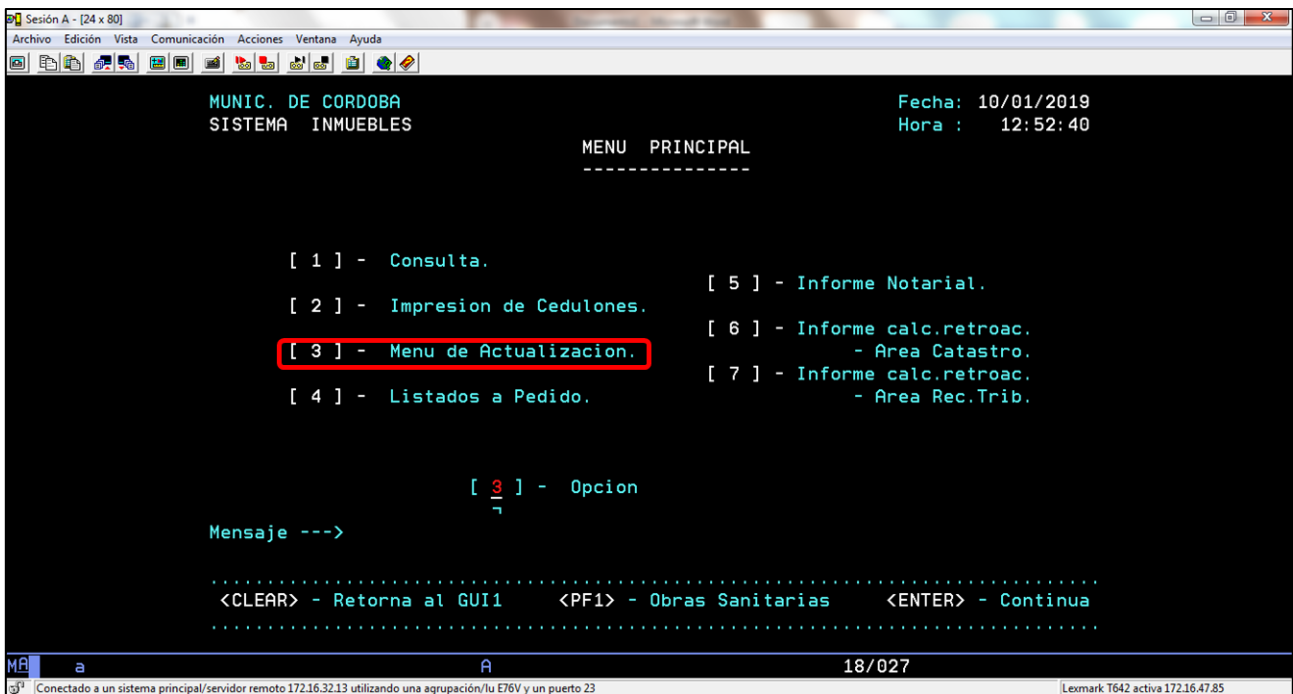 Sesión A - [24 x 80]
Archivo Edición Vista Comunicación Acciones Ventana Ayuda
MUNIC. DE CORDOBA Fecha: 10/01/2019
SISTEMA INMUEBLES Hora : 12:52:40
MENU PRINCIPAL
---------------
[ 1 ] - Consulta.
[ 5 ] - Informe Notarial.
[ 2 ] - Impresion de Cedulones.
[ 6 ] - Informe calc.retroac.
[ 3 ] - Menu de Actualizacion. - Area Catastro.
[ 7 ] - Informe calc.retroac.
[ 4 ] - Listados a Pedido. - Area Rec.Trib.
[ 3 ] - Opcion
¬
Mensaje --->
...............................................................................
<CLEAR> - Retorna al GUI1 <PF1> - Obras Sanitarias <ENTER> - Continua
...............................................................................
MA a A 18/027
Conectado a un sistema principal/servidor remoto 172.16.32.13 utilizando una agrupación/lu E76V y un puerto 23 Lexmark T642 activa 172.16.47.85